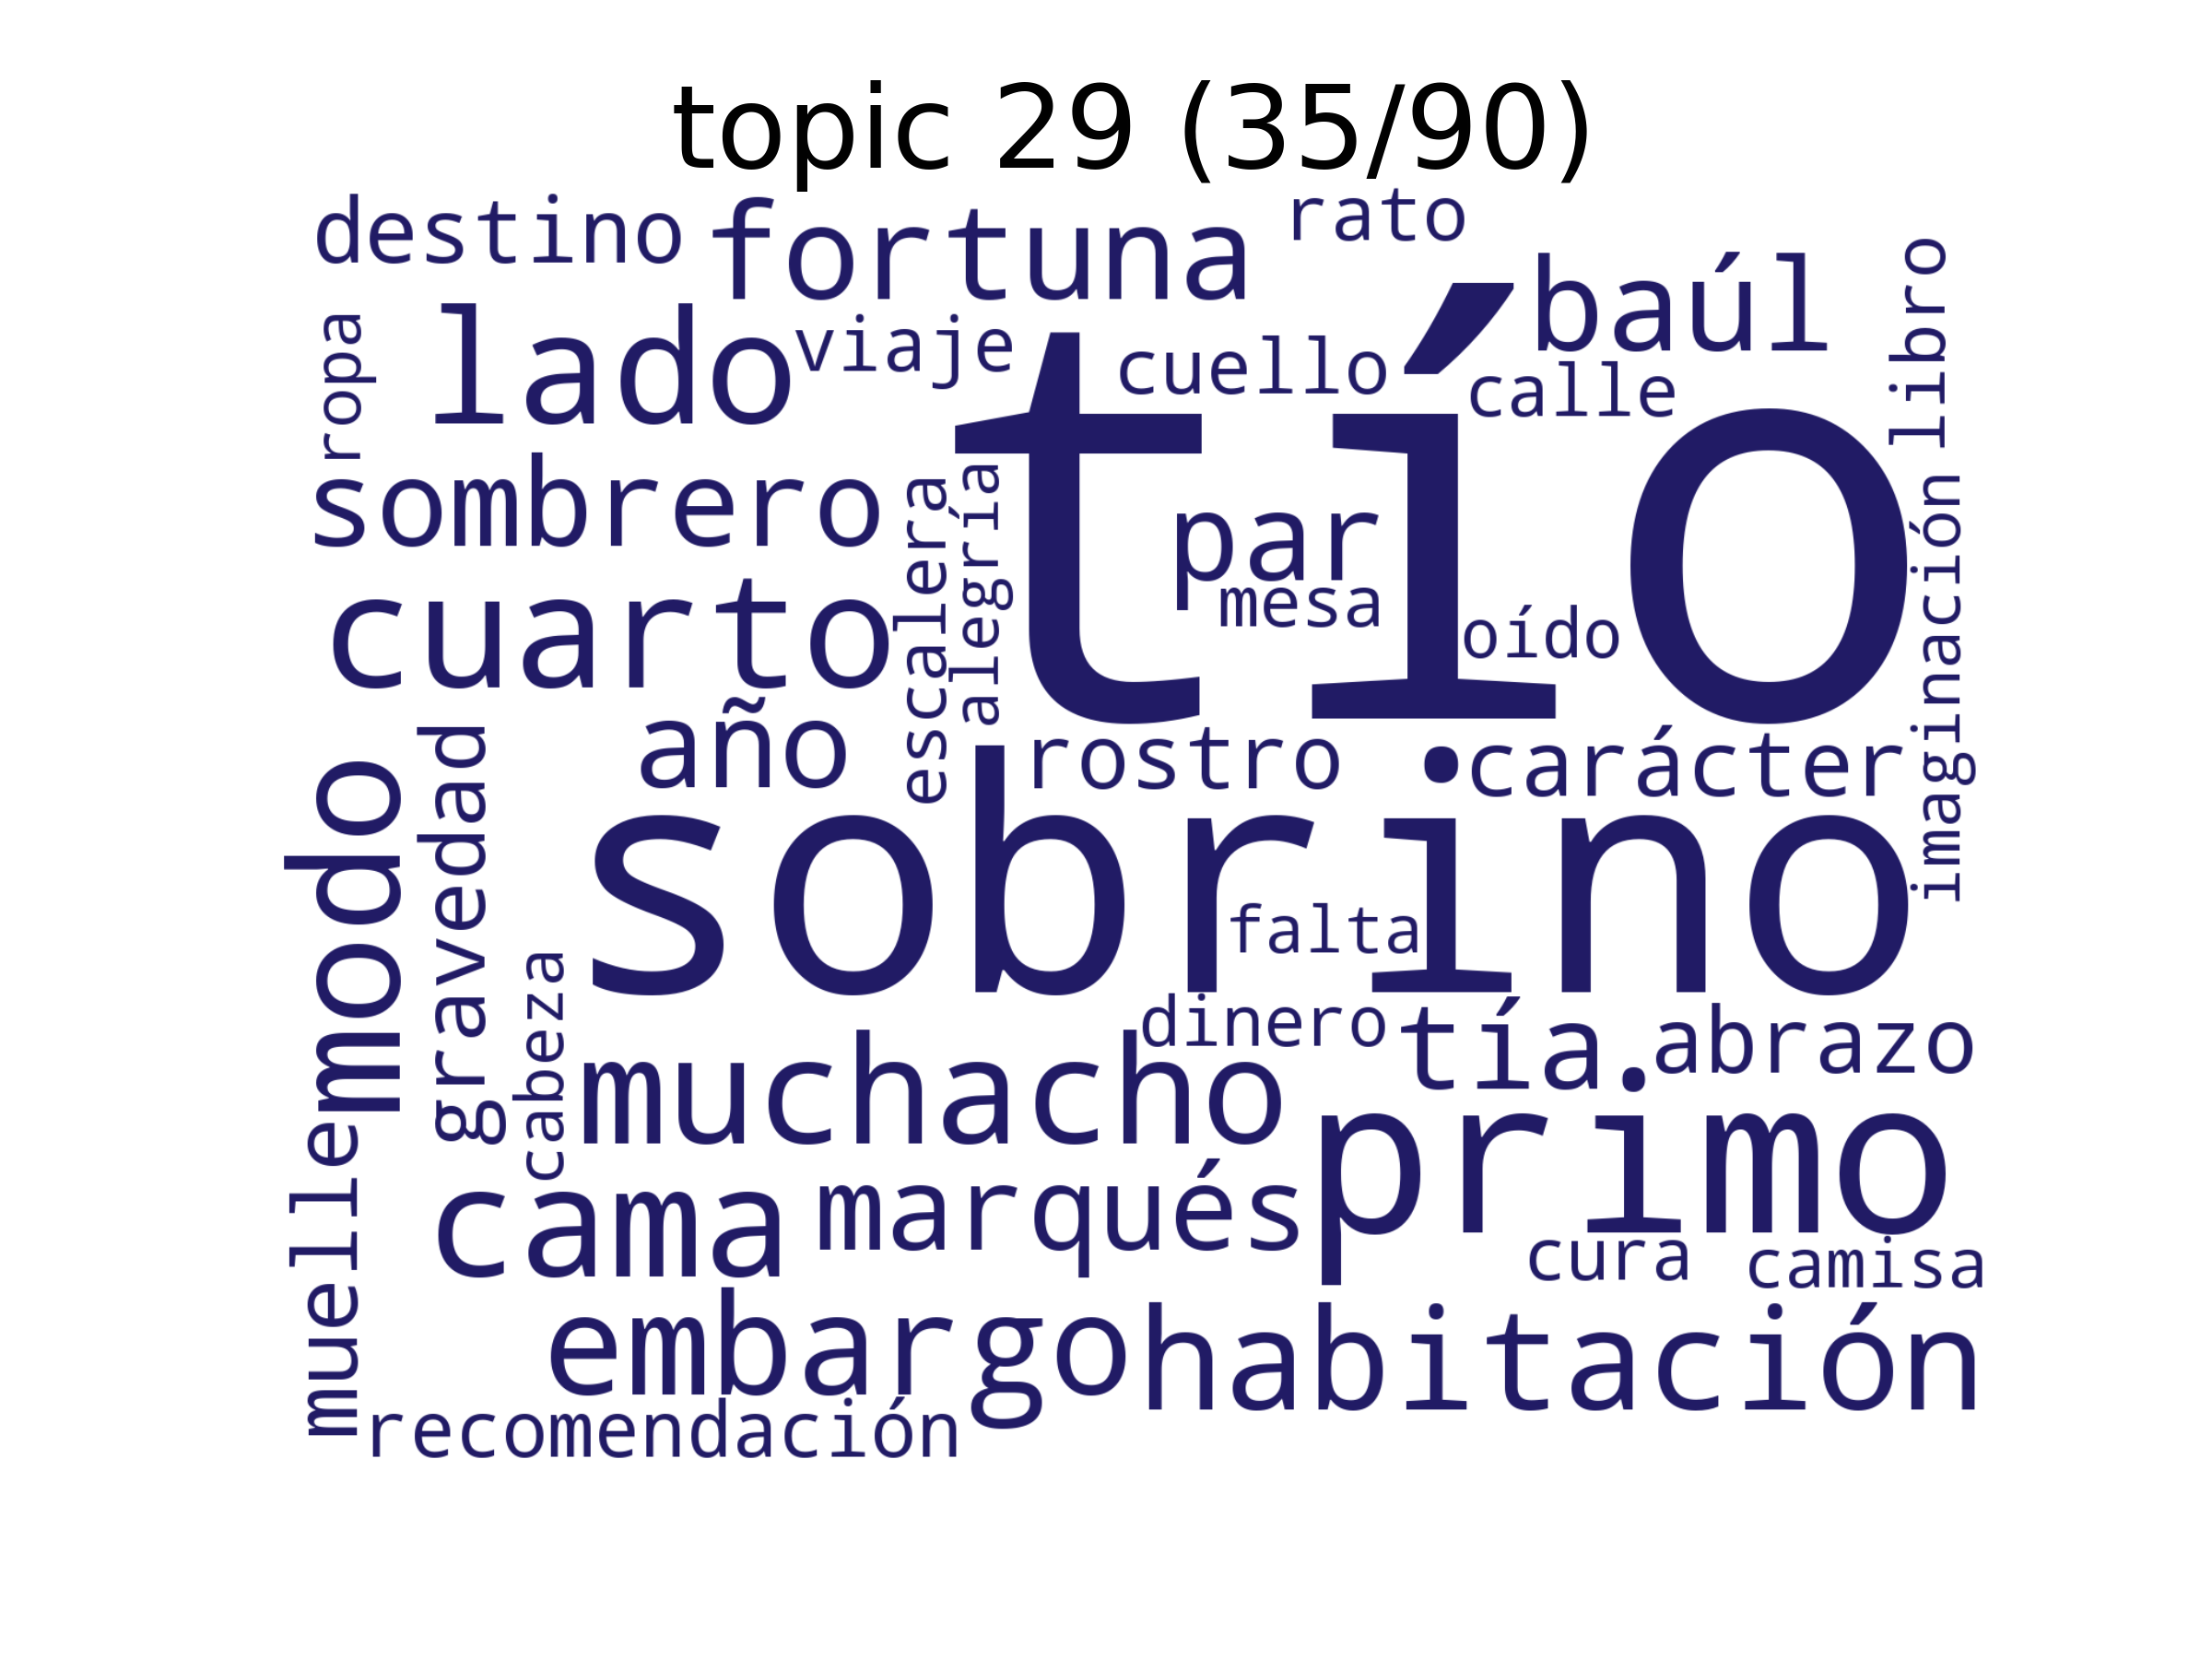 topic 29 (35/90)
destino
fortuna
rato
baúl
libro
ropa
lado
viaje
cuello
calle
tío
sombrero
escalera
alegría
par
mesa
oído
imaginación
cuarto
año
rostro
carácter
modo
gravedad
sobrino
falta
cabeza
dinero
tía
abrazo
muchacho
primo
muelle
cama
marqués
cura
camisa
embargo
habitación
recomendación